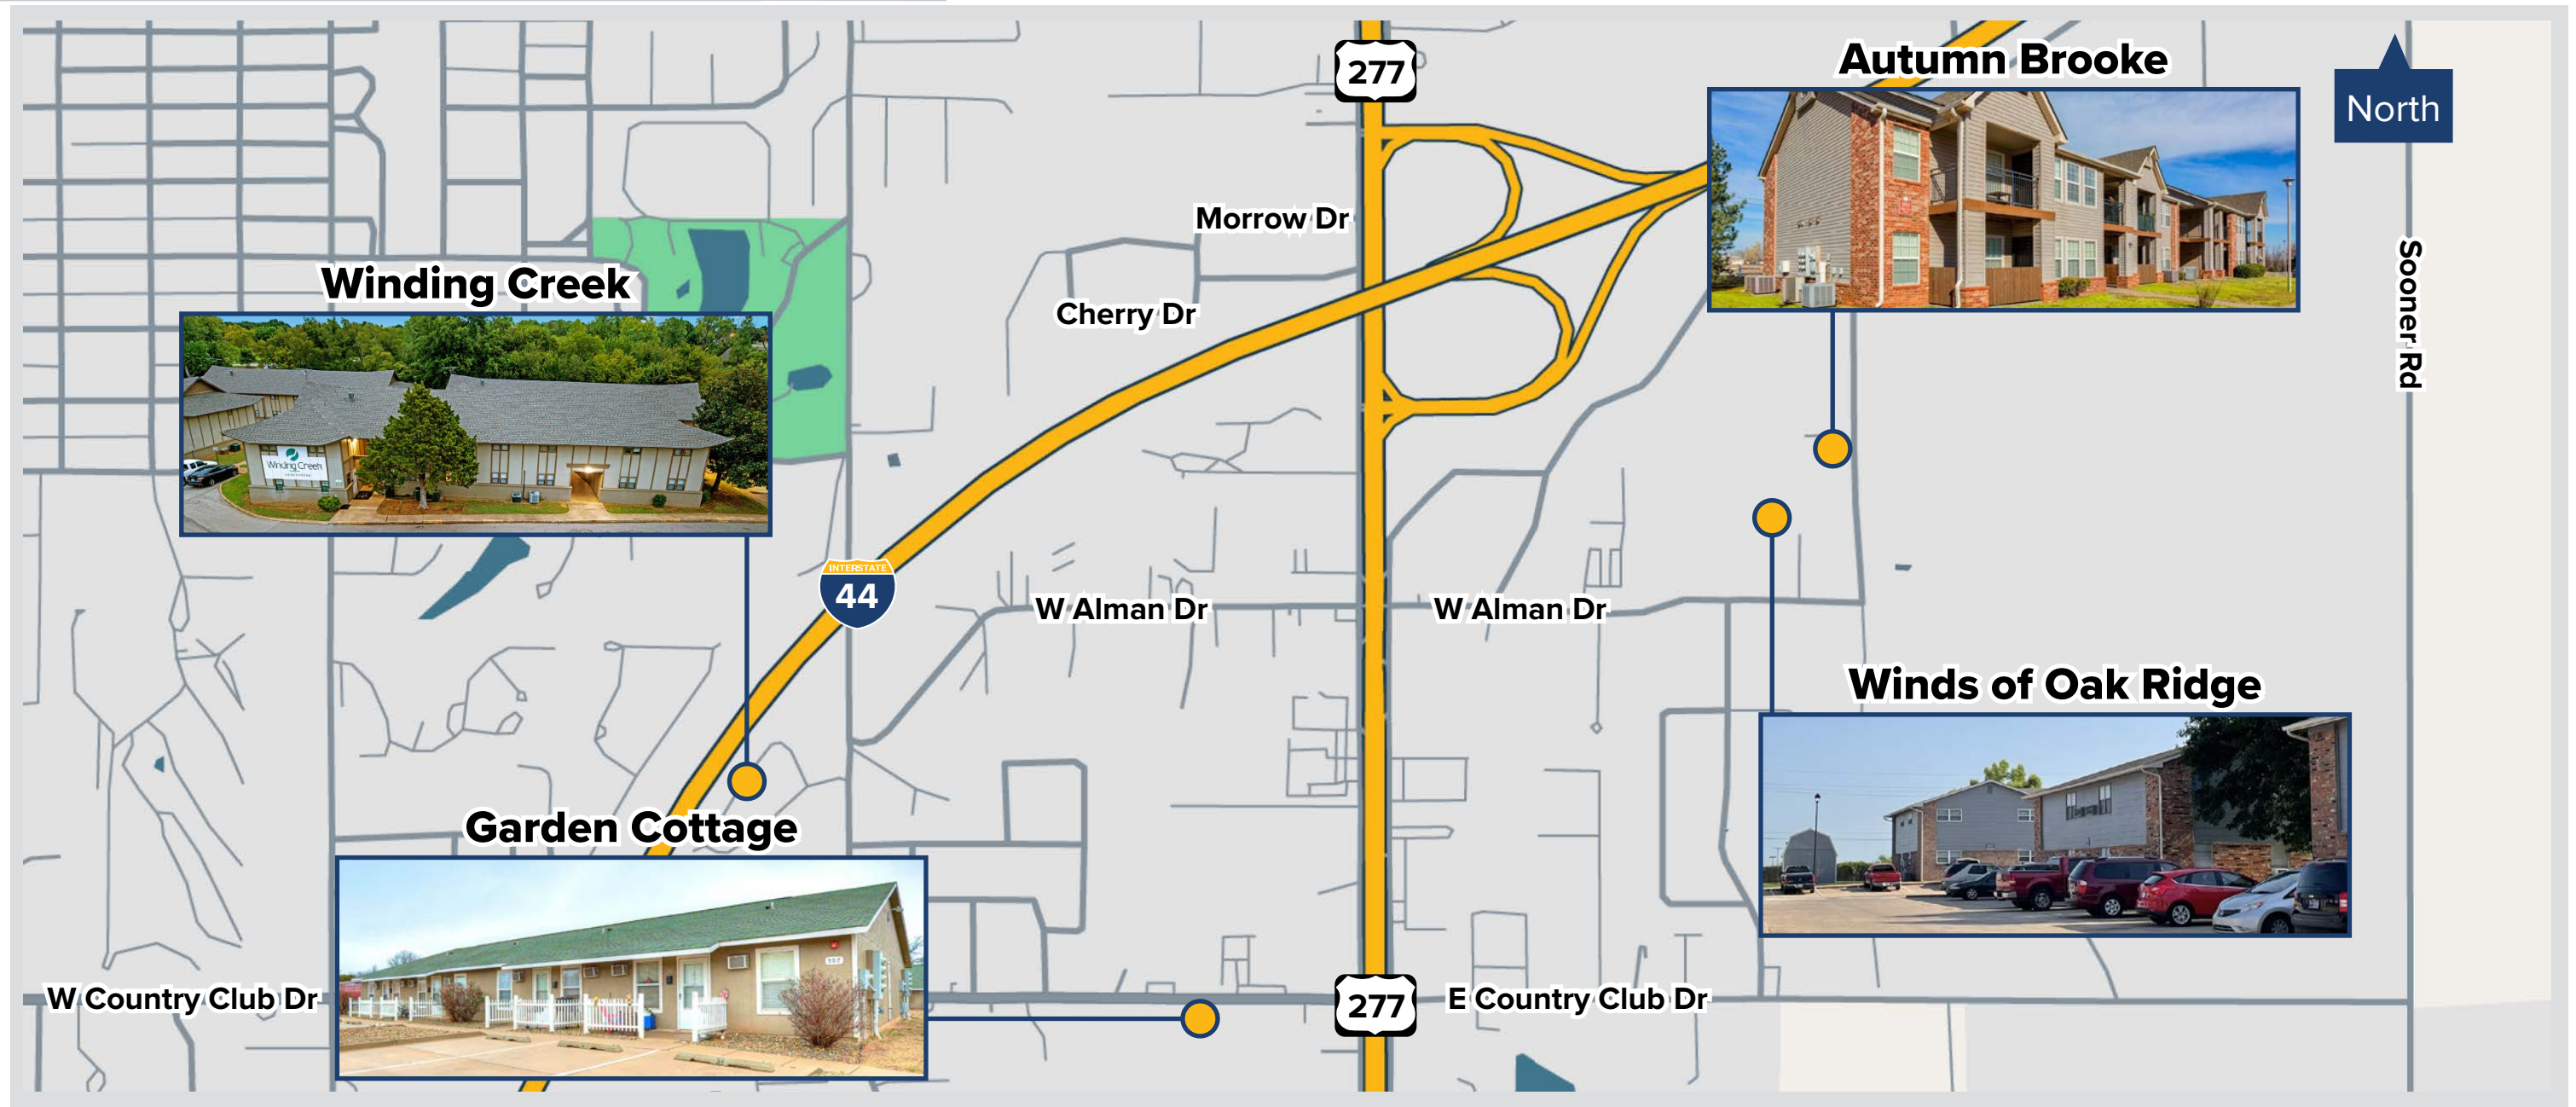 277
Autumn Brooke
North
Morrow Dr
Sooner Rd
Winding Creek
Cherry Dr
Winding Creek
INTERSTATE
44
W Alman Dr
W Alman Dr
Winds of Oak Ridge
Garden Cottage
W Country Club Dr
277
E Country Club Dr